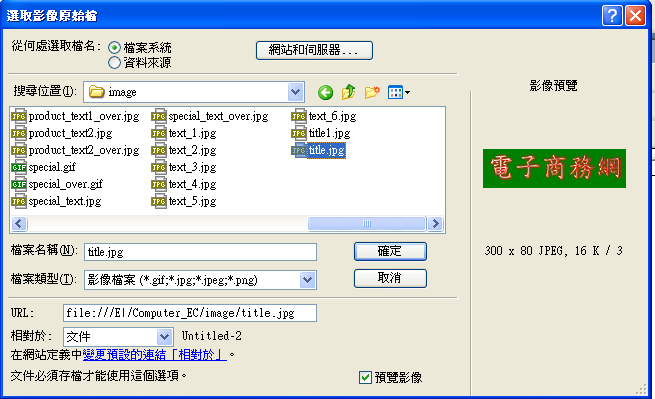 選取影像原始檔
從何處選取檔名: 檔案系統
資料來源
網站和伺服器...
搜尋位置(I): image
影像預覽
product_text1_over.jpg special_text_over.jpg text_6.jpg
product_text2.jpg text_1.jpg title1.jpg
product_text2_over.jpg text_2.jpg title.jpg
special.gif text_3.jpg
special_over.gif text_4.jpg
special_text.jpg text_5.jpg
電子商務網
300 x 80 JPEG, 16 K / 3
檔案名稱(N): title.jpg 確定
檔案類型(T): 影像檔案 (*.gif;*.jpg;*.jpeg;*.png) 取消
URL: file:///E|/Computer_EC/image/title.jpg
相對於: 文件 Untitled-2
在網站定義中變更預設的連結「相對於」。
文件必須存檔才能使用這個選項。
預覽影像